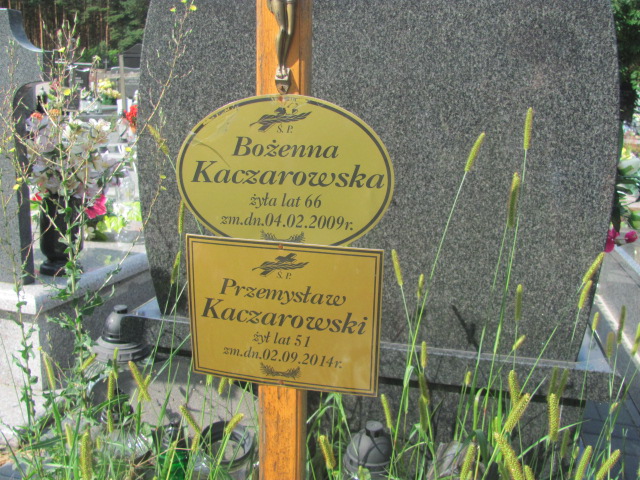 Ś. P.
Bożenna
Kaczarowska
żyła lat 66
zm.dn.04.02.2009r.
Ś. P.
Przemysław
Kaczarowski
żył lat 51
zm.dn.02.09.2014r.